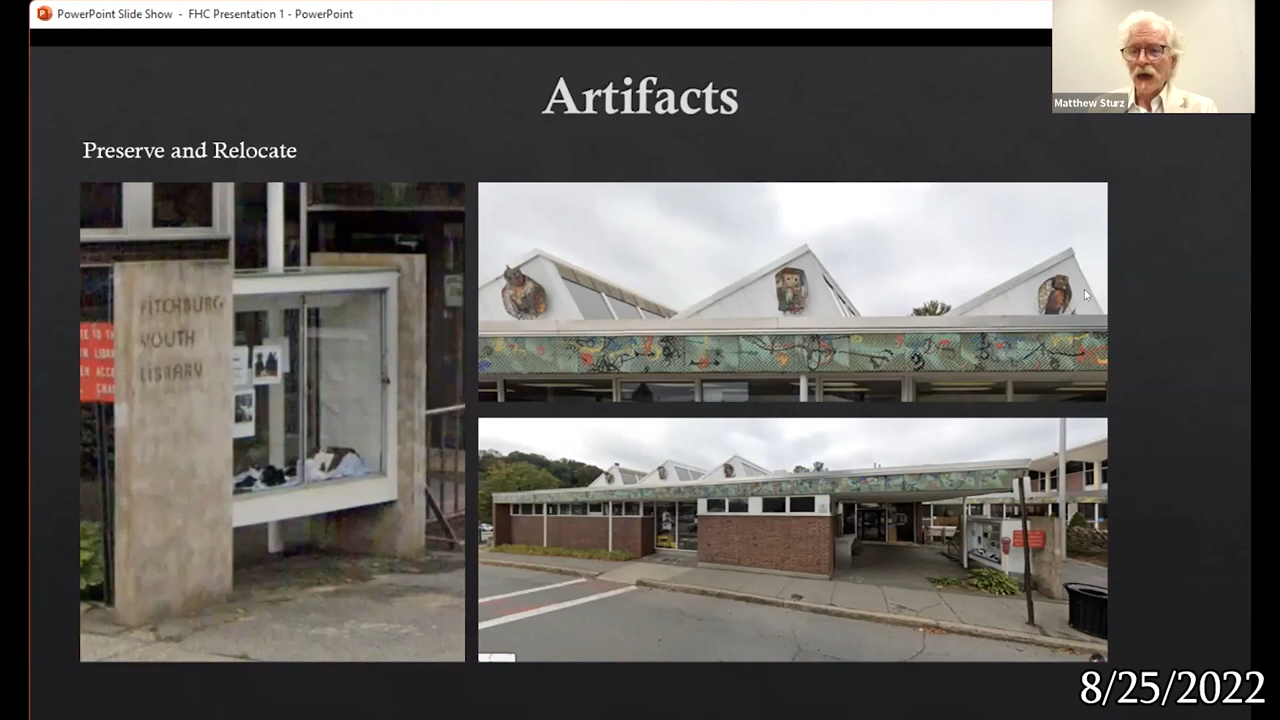 PowerPoint Slide Show - FHC Presentation 1 - PowerPoint
Matthew Sturz
Artifacts
Preserve and Relocate
FITCHBURG
YOUTH
LIBRARY
8/25/2022